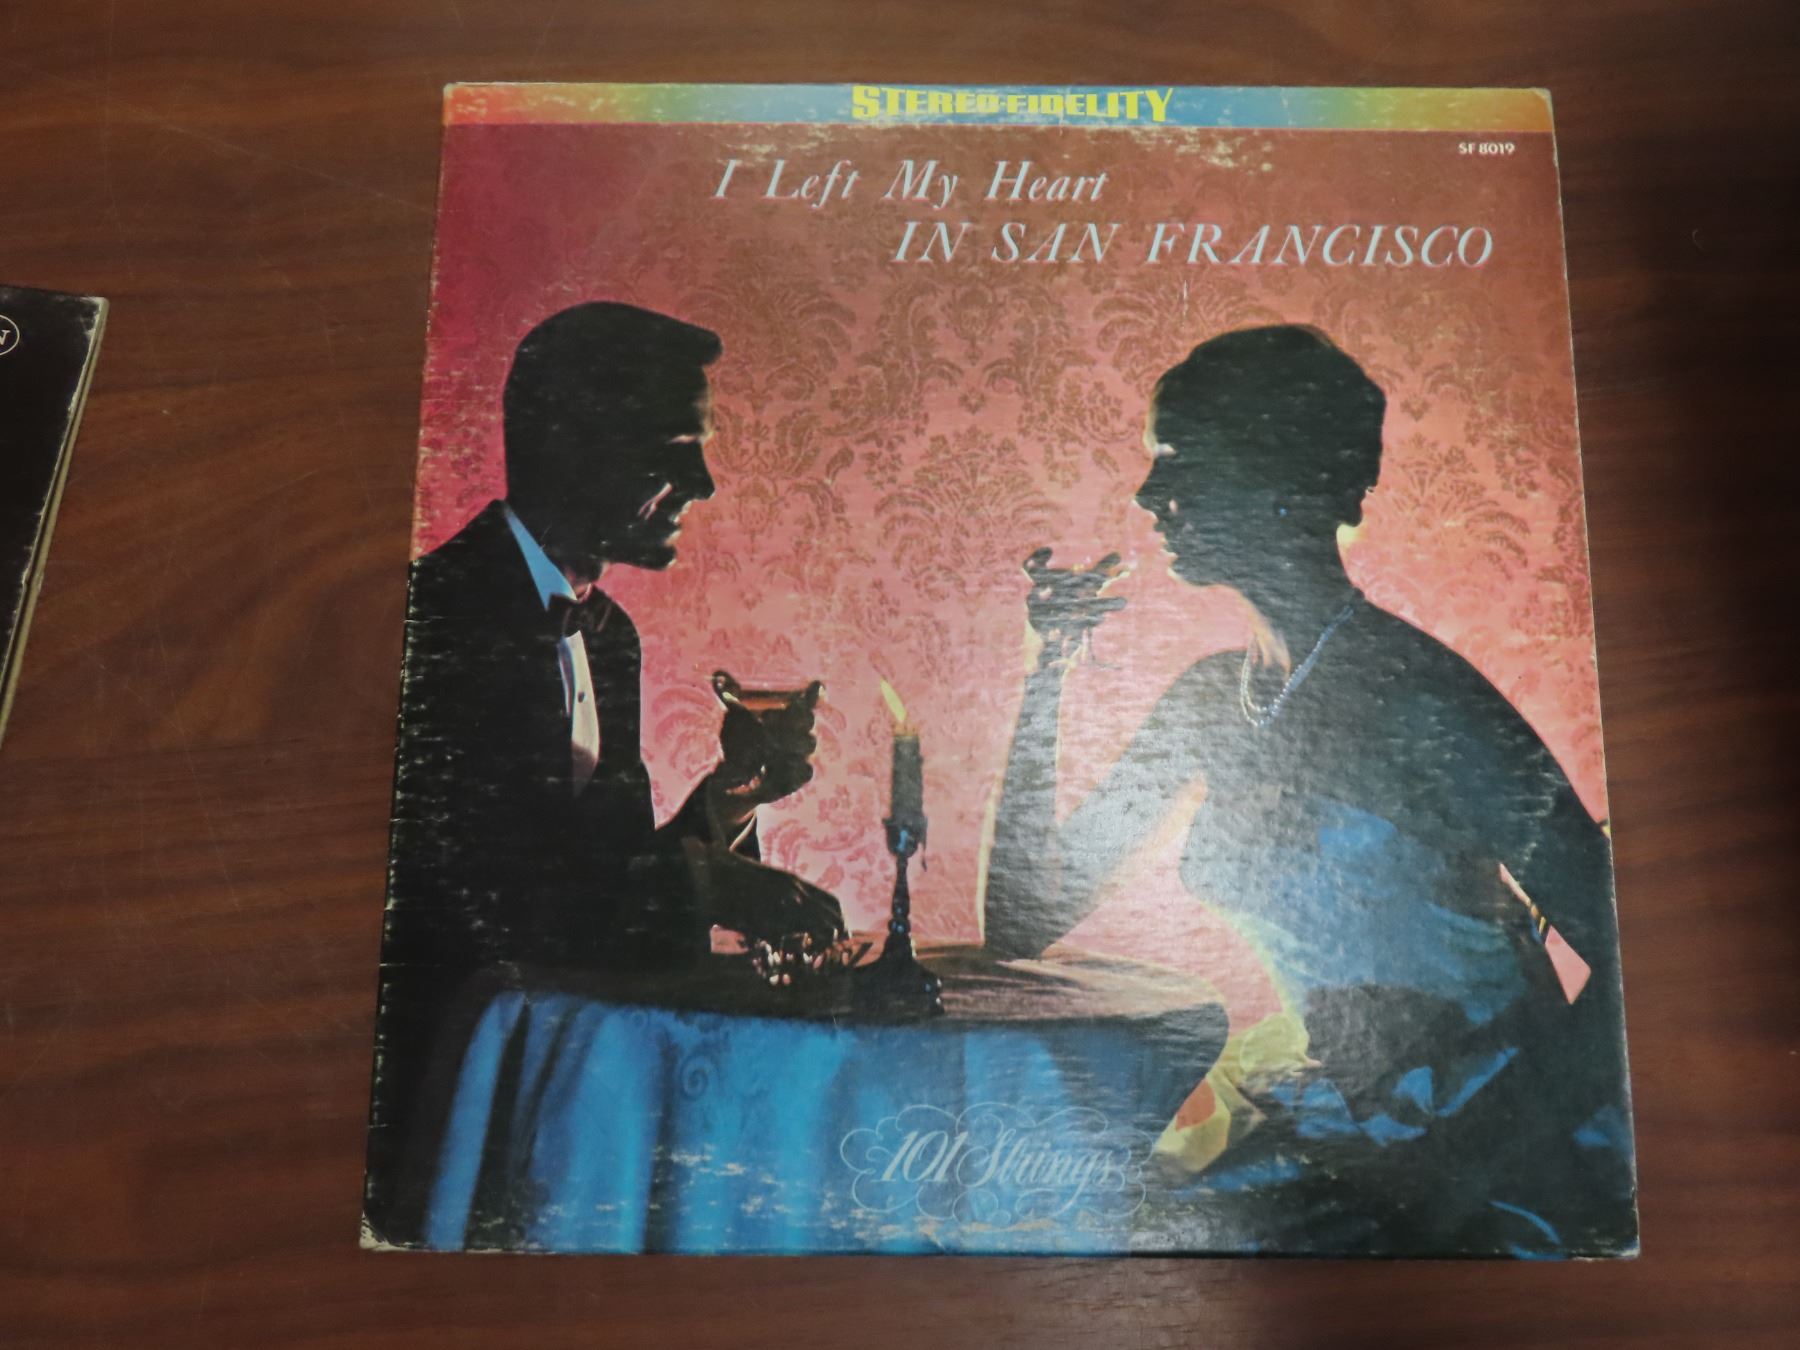 STEREO-FIDELITY
SF 8019
I Left My Heart
IN SAN FRANCISCO
101 Strings